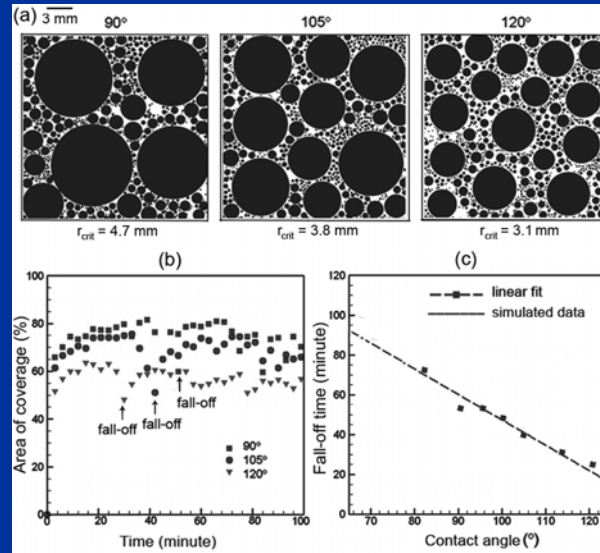 (a) 3 mm
90° 105° 120°
r_crit = 4.7 mm r_crit = 3.8 mm r_crit = 3.1 mm
(b) (c)
Area of coverage (%)
100
80
60
40
20
0
0 20 40 60 80 100
Time (minute)
fall-off
fall-off
fall-off
90º
105º
120º
Fall-off time (minute)
120
100
80
60
40
20
0
70 80 90 100 110 120
Contact angle(º)
linear fit
simulated data